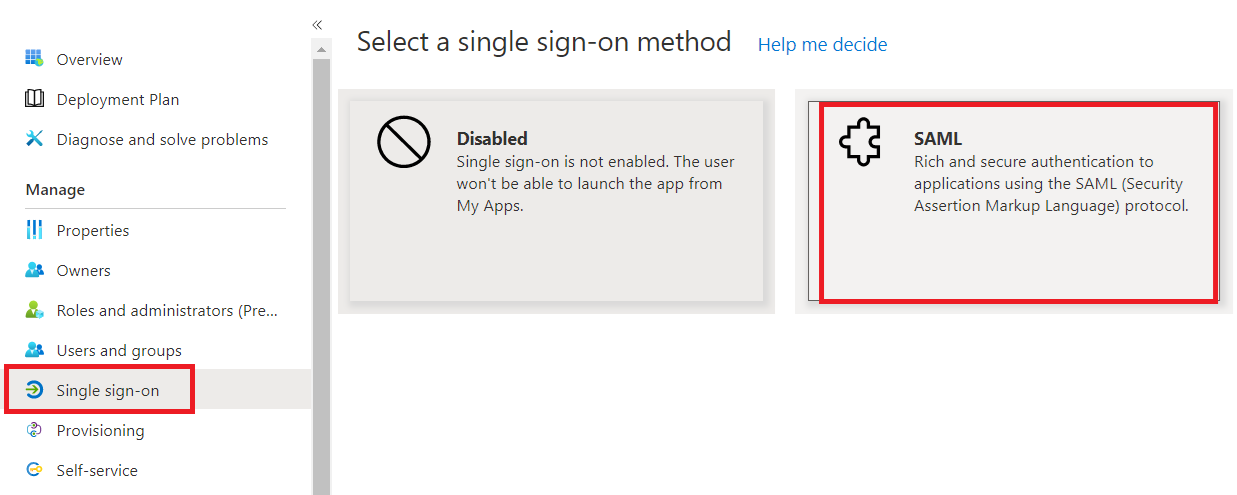 «
Overview
Deployment Plan
Diagnose and solve problems
Manage
Properties
Owners
Roles and administrators (Pre...
Users and groups
Single sign-on
Provisioning
Self-service
Select a single sign-on method
Help me decide
Disabled
Single sign-on is not enabled. The user
won't be able to launch the app from
My Apps.
SAML
Rich and secure authentication to
applications using the SAML (Security
Assertion Markup Language) protocol.